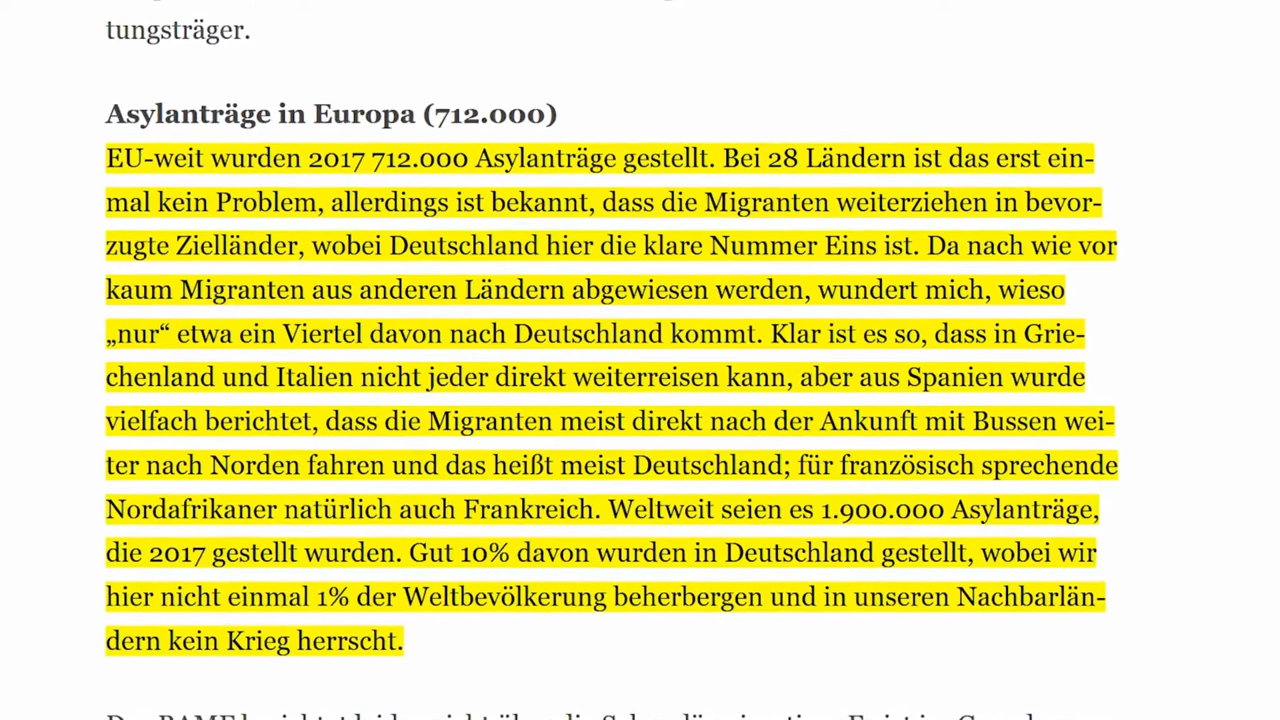 tungsträger.
Asylanträge in Europa (712.000)
EU-weit wurden 2017 712.000 Asylanträge gestellt. Bei 28 Ländern ist das erst ein-
mal kein Problem, allerdings ist bekannt, dass die Migranten weiterziehen in bevor-
zugte Zielländer, wobei Deutschland hier die klare Nummer Eins ist. Da nach wie vor
kaum Migranten aus anderen Ländern abgewiesen werden, wundert mich, wieso
„nur“ etwa ein Viertel davon nach Deutschland kommt. Klar ist es so, dass in Grie-
chenland und Italien nicht jeder direkt weiterreisen kann, aber aus Spanien wurde
vielfach berichtet, dass die Migranten meist direkt nach der Ankunft mit Bussen wei-
ter nach Norden fahren und das heißt meist Deutschland; für französisch sprechende
Nordafrikaner natürlich auch Frankreich. Weltweit seien es 1.900.000 Asylanträge,
die 2017 gestellt wurden. Gut 10% davon wurden in Deutschland gestellt, wobei wir
hier nicht einmal 1% der Weltbevölkerung beherbergen und in unseren Nachbarlän-
dern kein Krieg herrscht.